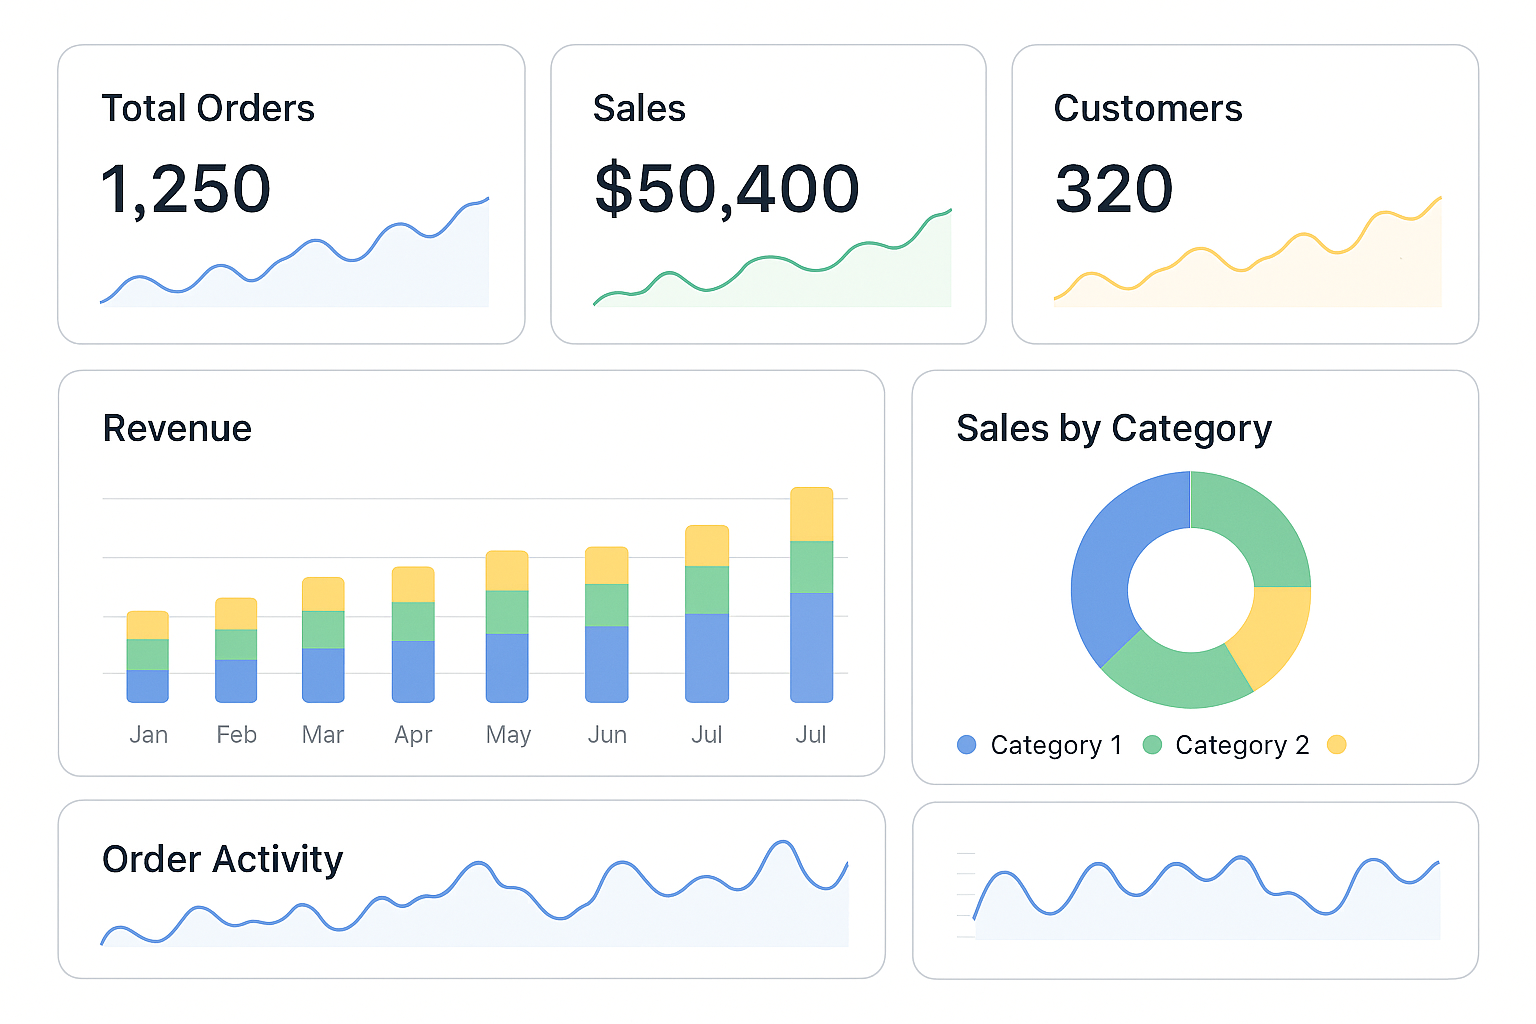 Total Orders
1,250
Sales
$50,400
Customers
320
Revenue
Jan Feb Mar Apr May Jun Jul Jul
Sales by Category
Category 1 Category 2
Order Activity